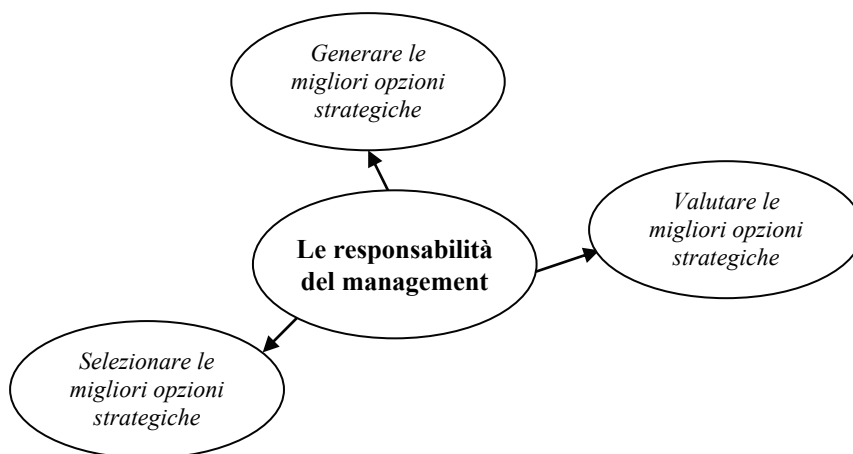 Generare le
migliori opzioni
strategiche
Valutare le
migliori opzioni
strategiche
Le responsabilità
del management
Selezionare le
migliori opzioni
strategiche